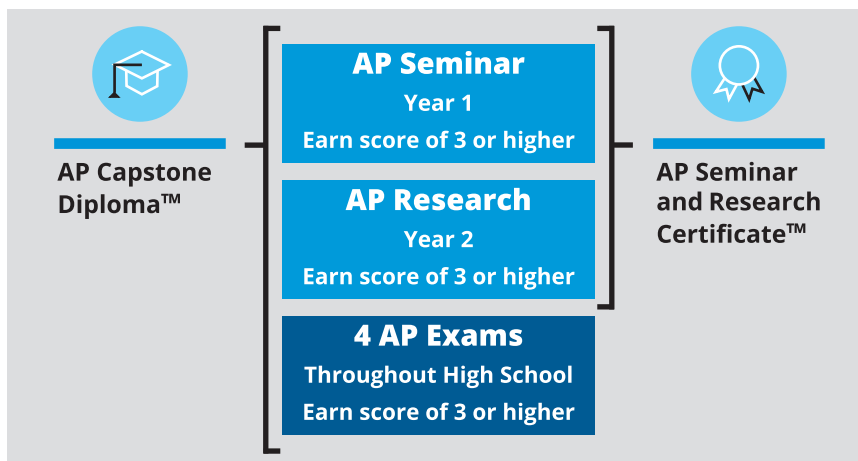 AP Capstone
Diploma™
AP Seminar
Year 1
Earn score of 3 or higher
AP Research
Year 2
Earn score of 3 or higher
4 AP Exams
Throughout High School
Earn score of 3 or higher
AP Seminar
and Research
Certificate™